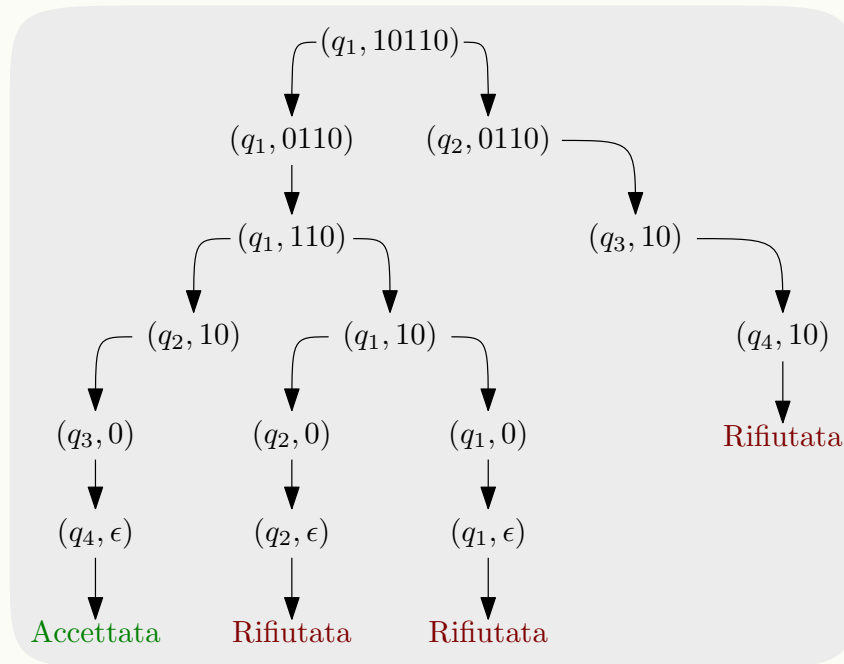 (q₁, 10110)
(q₁, 0110) (q₂, 0110)
(q₁, 110) (q₃, 10)
(q₂, 10) (q₁, 10) (q₄, 10)
(q₃, 0) (q₂, 0) (q₁, 0) Rifiutata
(q₄, ϵ) (q₂, ϵ) (q₁, ϵ)
Accettata Rifiutata Rifiutata